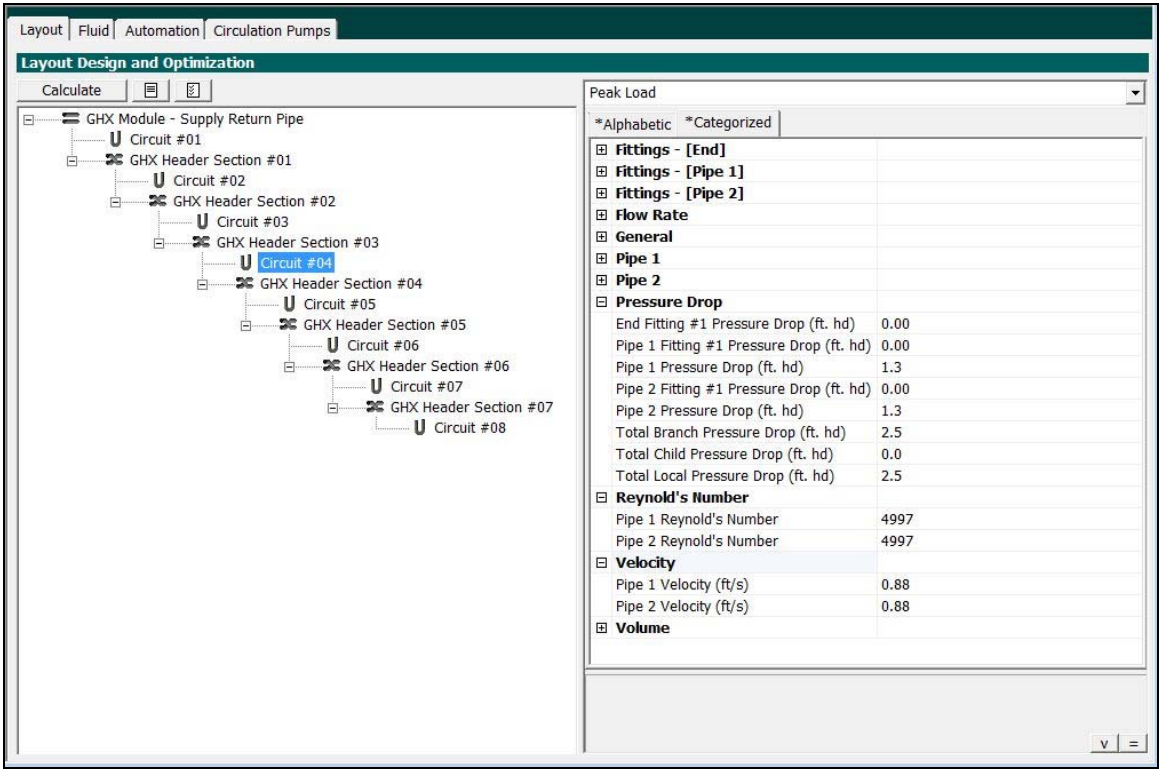 Layout Fluid Automation Circulation Pumps
Layout Design and Optimization
Calculate
GHX Module - Supply Return Pipe
Circuit #01
GHX Header Section #01
Circuit #02
GHX Header Section #02
Circuit #03
GHX Header Section #03
Circuit #04
GHX Header Section #04
Circuit #05
GHX Header Section #05
Circuit #06
GHX Header Section #06
Circuit #07
GHX Header Section #07
Circuit #08
Peak Load
*Alphabetic *Categorized
Fittings - [End]
Fittings - [Pipe 1]
Fittings - [Pipe 2]
Flow Rate
General
Pipe 1
Pipe 2
Pressure Drop
End Fitting #1 Pressure Drop (ft. hd) 0.00
Pipe 1 Fitting #1 Pressure Drop (ft. hd) 0.00
Pipe 1 Pressure Drop (ft. hd) 1.3
Pipe 2 Fitting #1 Pressure Drop (ft. hd) 0.00
Pipe 2 Pressure Drop (ft. hd) 1.3
Total Branch Pressure Drop (ft. hd) 2.5
Total Child Pressure Drop (ft. hd) 0.0
Total Local Pressure Drop (ft. hd) 2.5
Reynold's Number
Pipe 1 Reynold's Number 4997
Pipe 2 Reynold's Number 4997
Velocity
Pipe 1 Velocity (ft/s) 0.88
Pipe 2 Velocity (ft/s) 0.88
Volume
v =